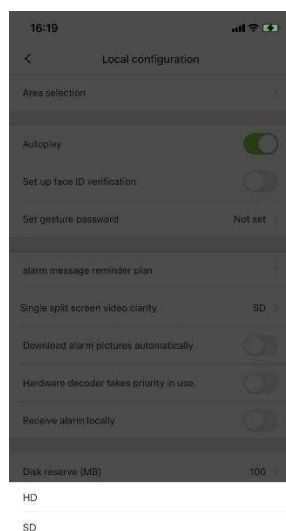 16:19
Local configuration
Area selection
Autoplay
Set up face ID verification
Set gesture password Not set
alarm message reminder plan
Single split screen video clarity SD
Download alarm pictures automatically
Hardware decoder takes priority in use.
Receive alarm locally
Disk reserve (MB) 100
HD
SD